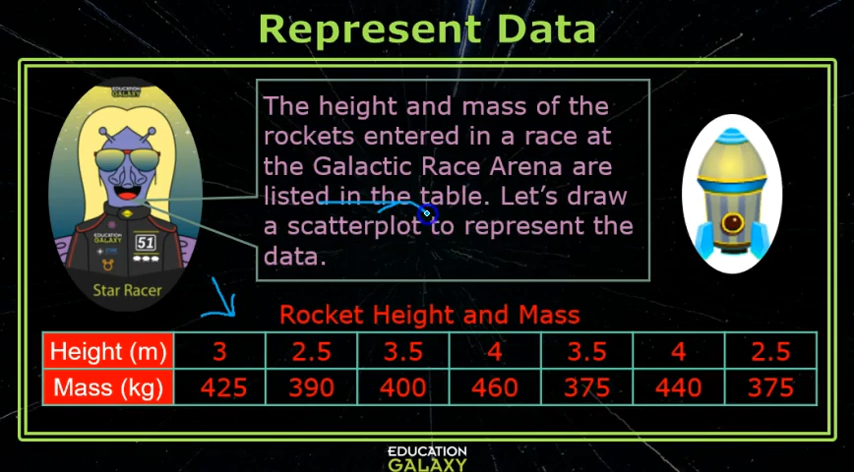 Represent Data
EDUCATION
GALAXY
The height and mass of the
rockets entered in a race at
the Galactic Race Arena are
listed in the table. Let's draw
a scatterplot to represent the
data.
EDUCATION
GALAXY
51
Star Racer
Rocket Height and Mass
Height (m) 3 2.5 3.5 4 3.5 4 2.5
Mass (kg) 425 390 400 460 375 440 375
EDUCATION
GALAXY